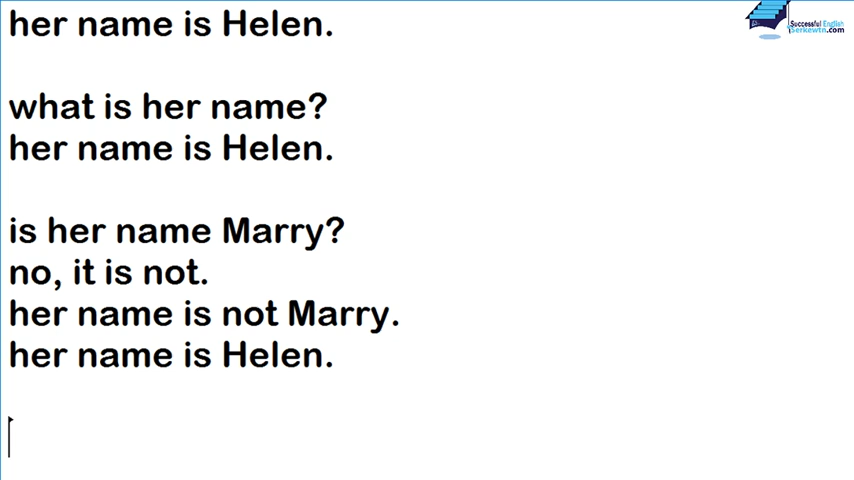 her name is Helen.
Successful English
Serkewtn.com
what is her name?
her name is Helen.
is her name Marry?
no, it is not.
her name is not Marry.
her name is Helen.